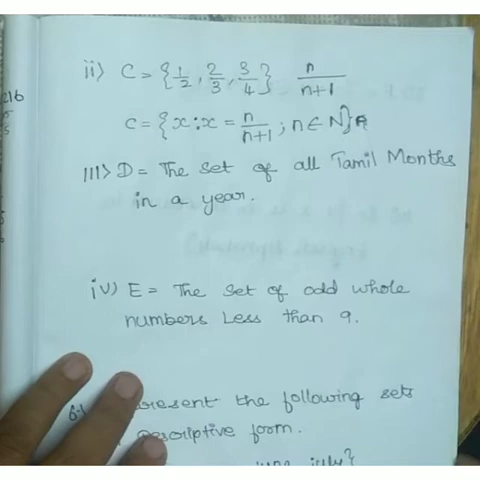 ii) C = {1/2, 2/3, 3/4} n/n+1
C = {x : x = n/n+1 ; n ∈ N}
III) D = The set of all Tamil Months
in a year.
iv) E = The set of odd whole
numbers Less than 9.
the following sets
descriptive form.